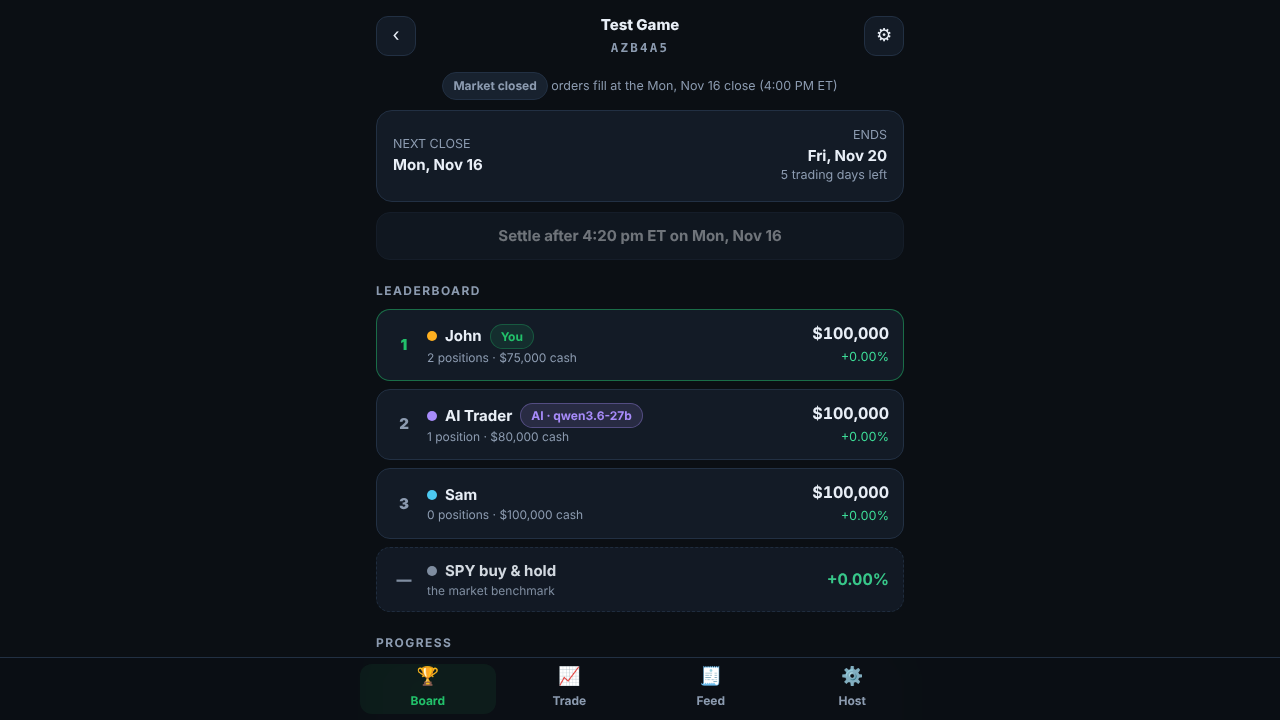 ‹
Test Game
AZB4A5
⚙
Market closed orders fill at the Mon, Nov 16 close (4:00 PM ET)
NEXT CLOSE
Mon, Nov 16
ENDS
Fri, Nov 20
5 trading days left
Settle after 4:20 pm ET on Mon, Nov 16
LEADERBOARD
1
John You
2 positions · $75,000 cash
$100,000
+0.00%
2
AI Trader AI · qwen3.6-27b
1 position · $80,000 cash
$100,000
+0.00%
3
Sam
0 positions · $100,000 cash
$100,000
+0.00%
—
SPY buy & hold
the market benchmark
+0.00%
PROGRESS
Board
Trade
Feed
Host